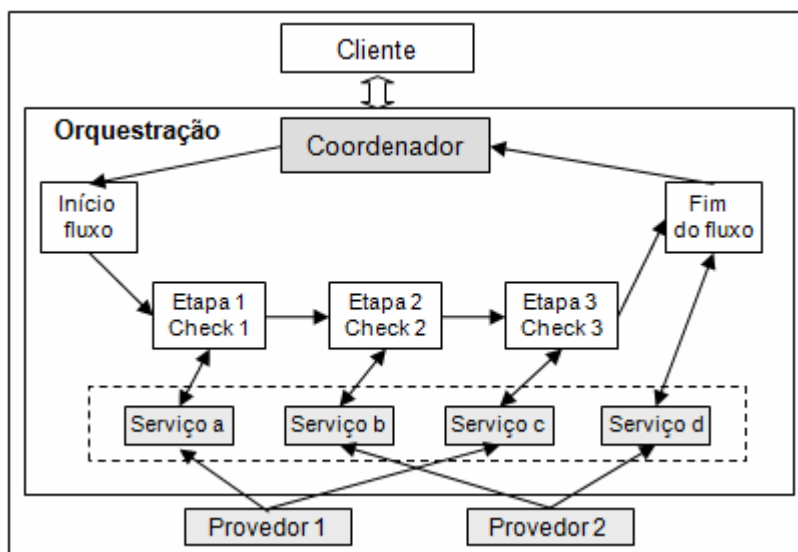 Cliente
Orquestração
Coordenador
Início
fluxo
Fim
do fluxo
Etapa 1
Check 1
Etapa 2
Check 2
Etapa 3
Check 3
Serviço a
Serviço b
Serviço c
Serviço d
Provedor 1
Provedor 2